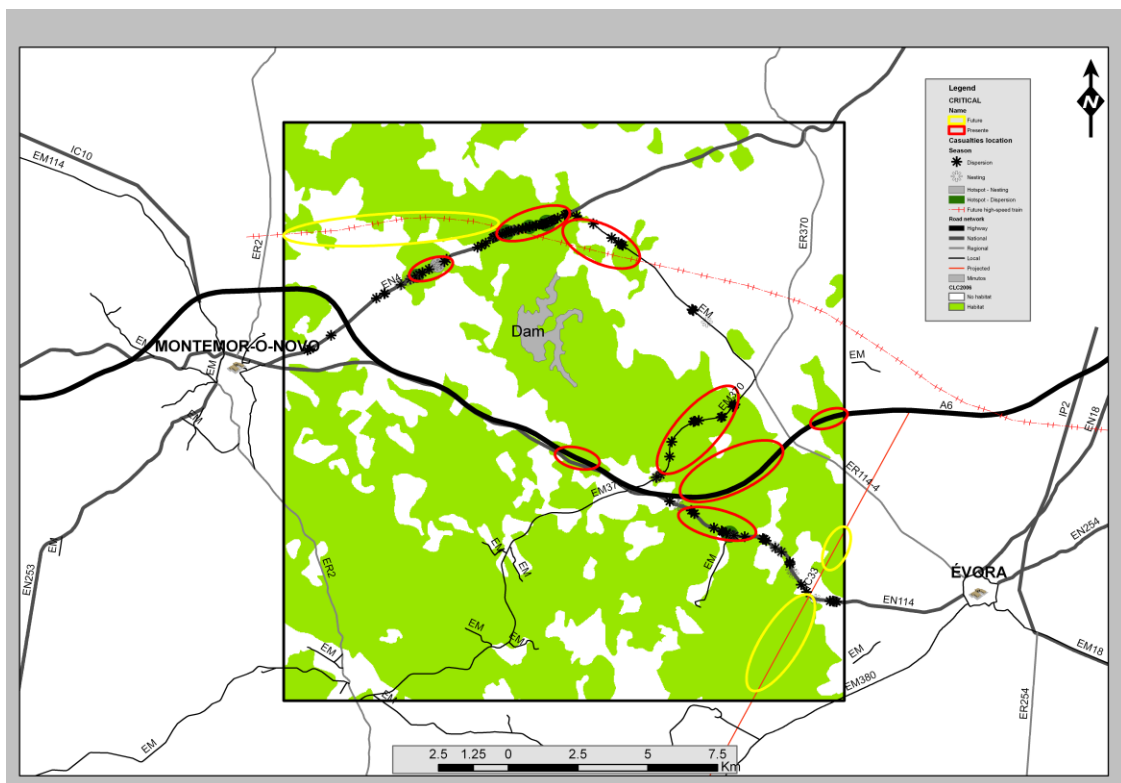 Legend
CRITICAL
Name
Future
Presente
Casualties location
Season
Dispersion
Nesting
Hotspot - Nesting
Hotspot - Dispersion
Future high-speed train
Road network
Highway
National
Regional
Local
Projected
Minutos
CLC2006
No habitat
Habitat
N
IC10
EM114
ER2
ER370
EN4
EM
Dam
EM
MONTEMOR-O-NOVO
EM
EM
EM370
A6
IP2
EN18
EM37
ER114-4
EN254
EM
EN253
ER2
EM
EM
IC33
ÉVORA
EN114
EM
EM
EM
EM
EM18
EM380
EM
EM
ER254
2.5 1.25 0 2.5 5 7.5
Km